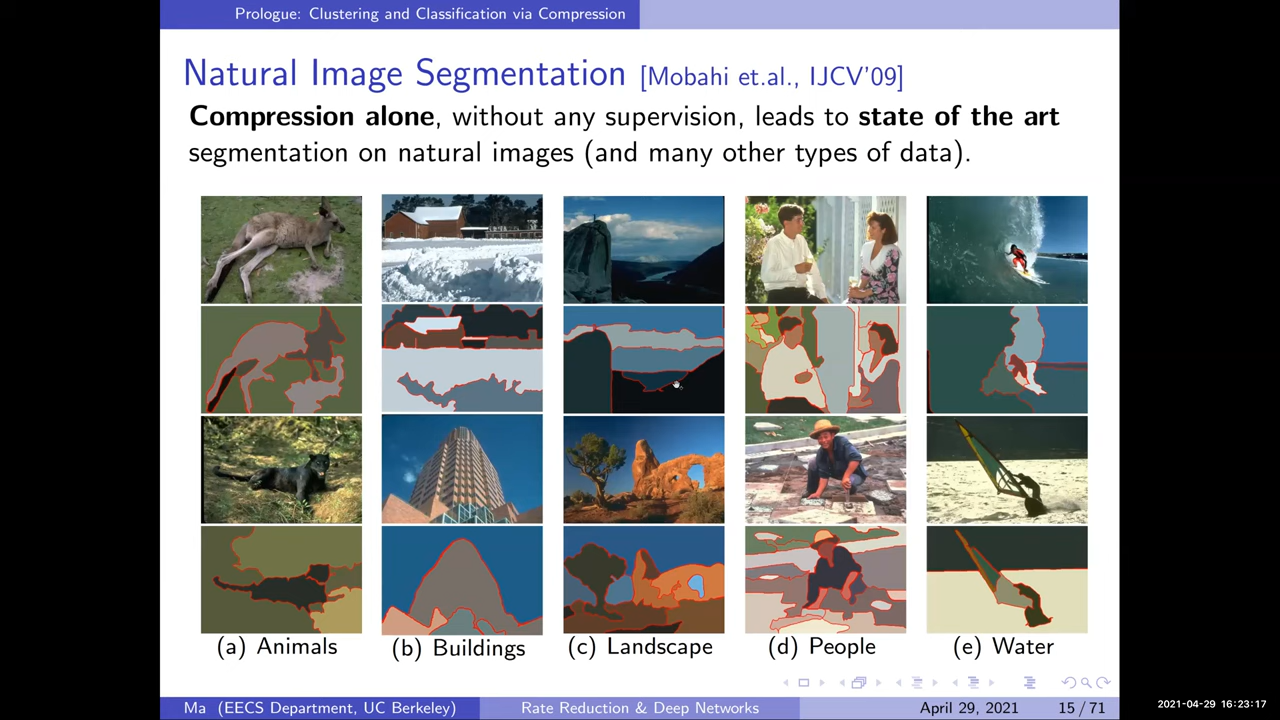 Prologue: Clustering and Classification via Compression
Natural Image Segmentation [Mobahi et.al., IJCV'09]
Compression alone, without any supervision, leads to state of the art
segmentation on natural images (and many other types of data).
(a) Animals
(b) Buildings
(c) Landscape
(d) People
(e) Water
Ma (EECS Department, UC Berkeley)
Rate Reduction & Deep Networks
April 29, 2021
15 / 71
2021-04-29 16:23:17